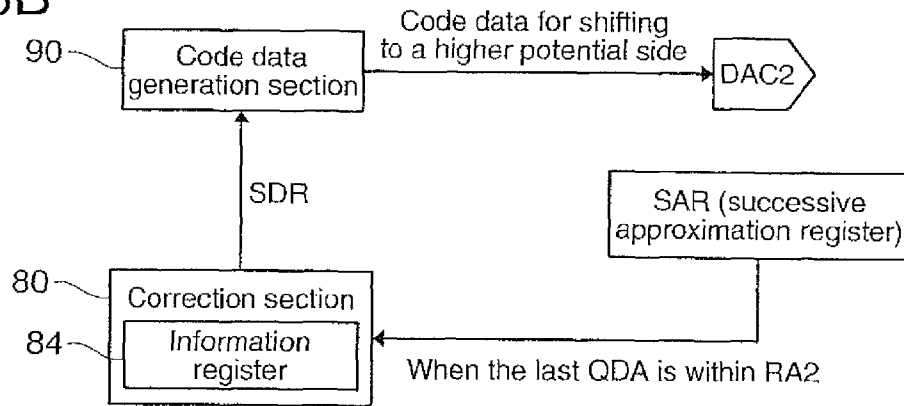 90
Code data
generation section
Code data for shifting
to a higher potential side
DAC2
SDR
SAR (successive
approximation register)
80
Correction section
84
Information
register
When the last QDA is within RA2